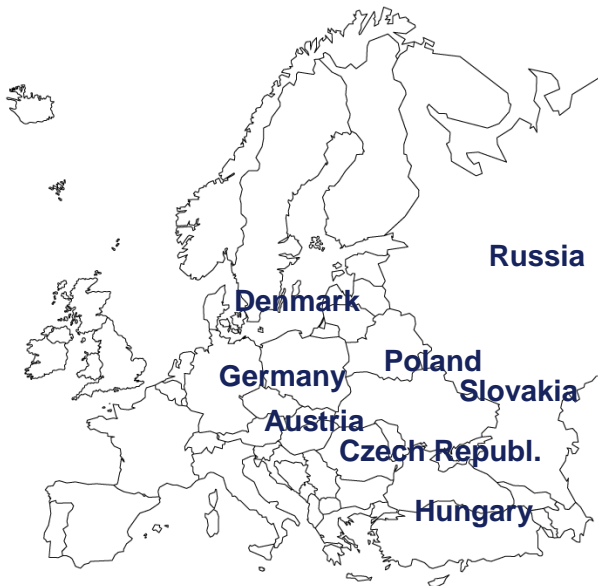 Russia
Denmark
Poland
Germany
Slovakia
Austria
Czech Republ.
Hungary